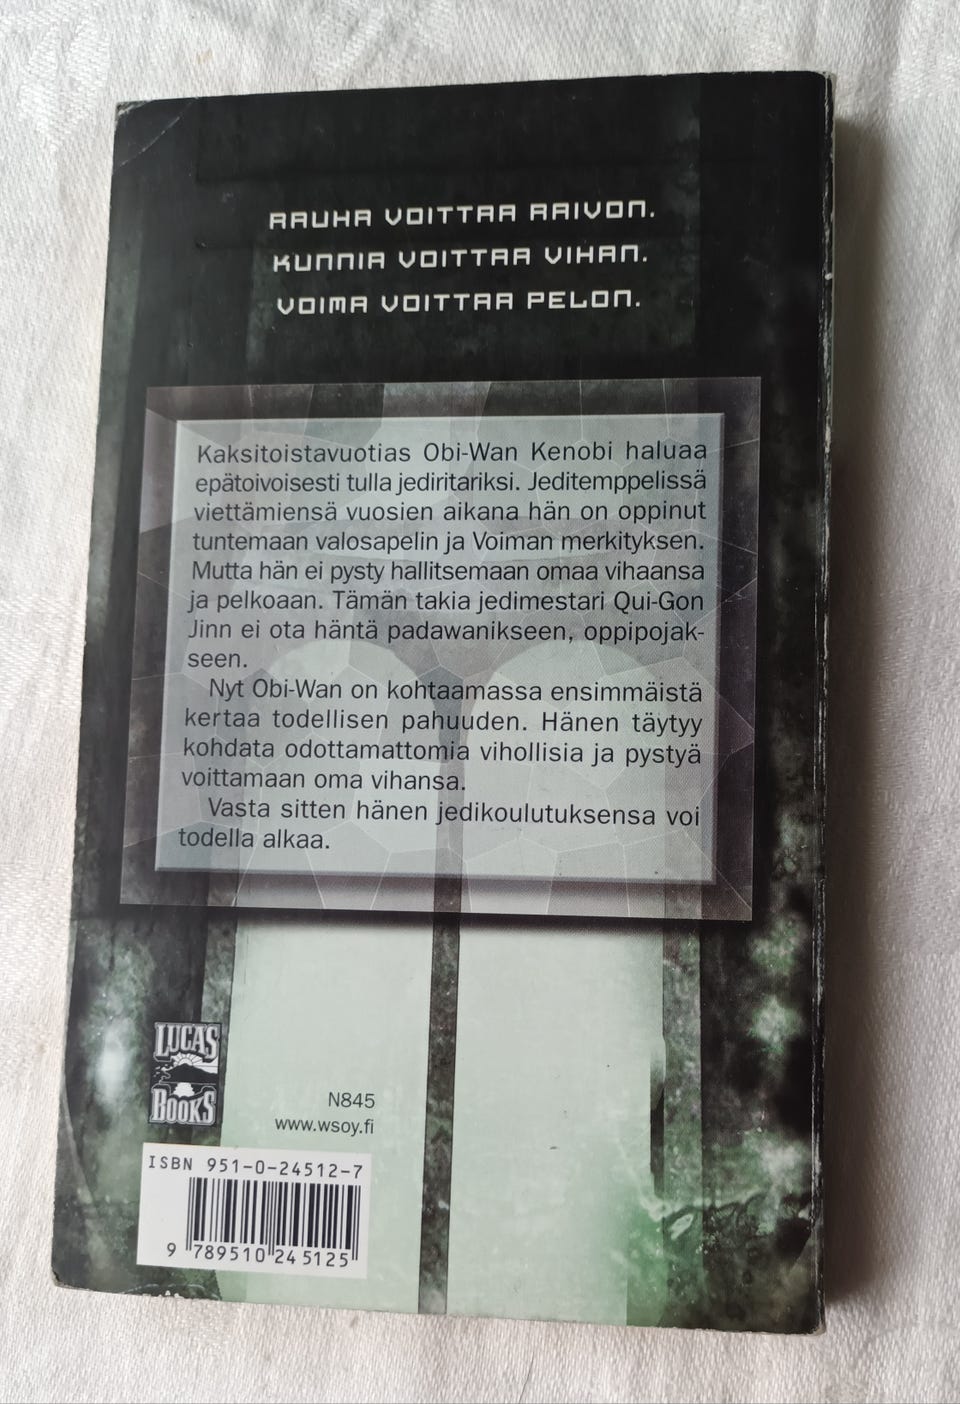 RAUHA VOITTAA RAIVON.
KUNNIA VOITTAA VIHAN.
VOIMA VOITTAA PELON.
Kaksitoistavuotias Obi-Wan Kenobi haluaa
epätoivoisesti tulla jediritariksi. Jeditemppelissä
viettämiensä vuosien aikana hän on oppinut
tuntemaan valosapelin ja Voiman merkityksen.
Mutta hän ei pysty hallitsemaan omaa vihaansa
ja pelkoaan. Tämän takia jedimestari Qui-Gon
Jinn ei ota häntä padawanikseen, oppipojak-
seen.
Nyt Obi-Wan on kohtaamassa ensimmäistä
kertaa todellisen pahuuden. Hänen täytyy
kohdata odottamattomia vihollisia ja pystyä
voittamaan oma vihansa.
Vasta sitten hänen jedikoulutuksensa voi
todella alkaa.
LUCAS
BOOKS
N845
www.wsoy.fi
ISBN 951-0-24512-7
9 789510 245125